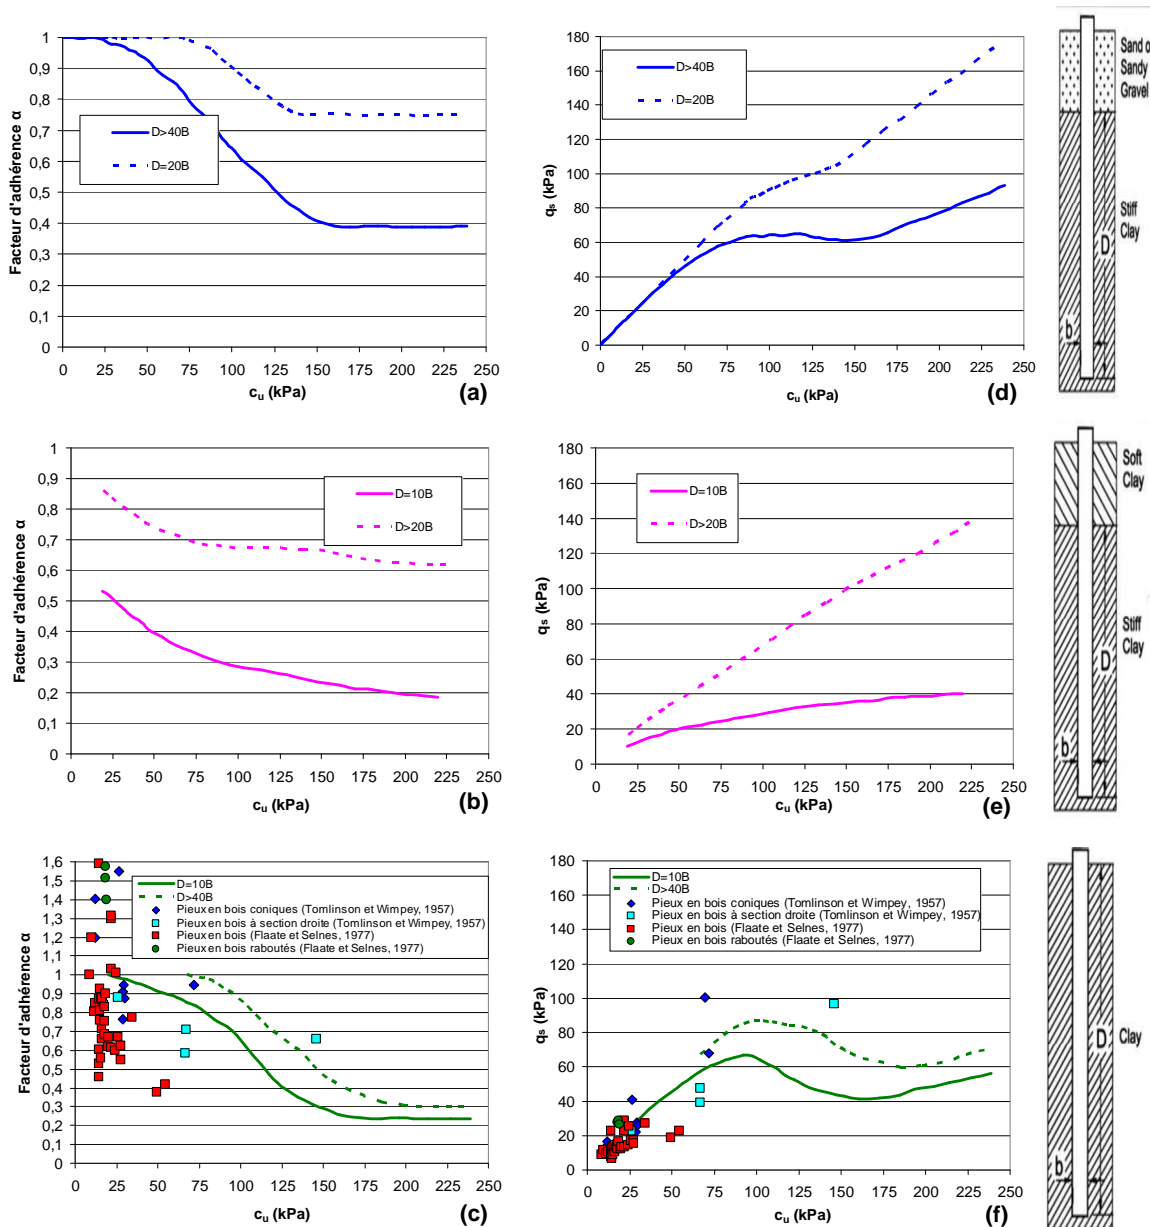 1
0,9
0,8
0,7
0,6
0,5
0,4
0,3
0,2
0,1
0
Facteur d'adhérence α
D>40B
D=20B
0 25 50 75 100 125 150 175 200 225 250
cu (kPa)
(a)
180
160
140
120
100
80
60
40
20
0
qs (kPa)
D>40B
D=20B
0 25 50 75 100 125 150 175 200 225 250
cu (kPa)
(d)
Sand o
Sandy
Gravel
Stiff
Clay
D
b
1
0,9
0,8
0,7
0,6
0,5
0,4
0,3
0,2
0,1
0
Facteur d'adhérence α
D=10B
D>20B
0 25 50 75 100 125 150 175 200 225 250
cu (kPa)
(b)
180
160
140
120
100
80
60
40
20
0
qs (kPa)
D=10B
D>20B
0 25 50 75 100 125 150 175 200 225 250
cu (kPa)
(e)
Soft
Clay
Stiff
Clay
D
b
1,6
1,5
1,4
1,3
1,2
1,1
1
0,9
0,8
0,7
0,6
0,5
0,4
0,3
0,2
0,1
0
Facteur d'adhérence α
D=10B
D>40B
Pieux en bois coniques (Tomlinson et Wimpey, 1957)
Pieux en bois à section droite (Tomlinson et Wimpey, 1957)
Pieux en bois (Flaate et Selnes, 1977)
Pieux en bois raboutés (Flaate et Selnes, 1977)
0 25 50 75 100 125 150 175 200 225 250
cu (kPa)
(c)
180
160
140
120
100
80
60
40
20
0
qs (kPa)
D=10B
D>40B
Pieux en bois coniques (Tomlinson et Wimpey, 1957)
Pieux en bois à section droite (Tomlinson et Wimpey, 1957)
Pieux en bois (Flaate et Selnes, 1977)
Pieux en bois raboutés (Flaate et Selnes, 1977)
0 25 50 75 100 125 150 175 200 225 250
cu (kPa)
(f)
D
Clay
b